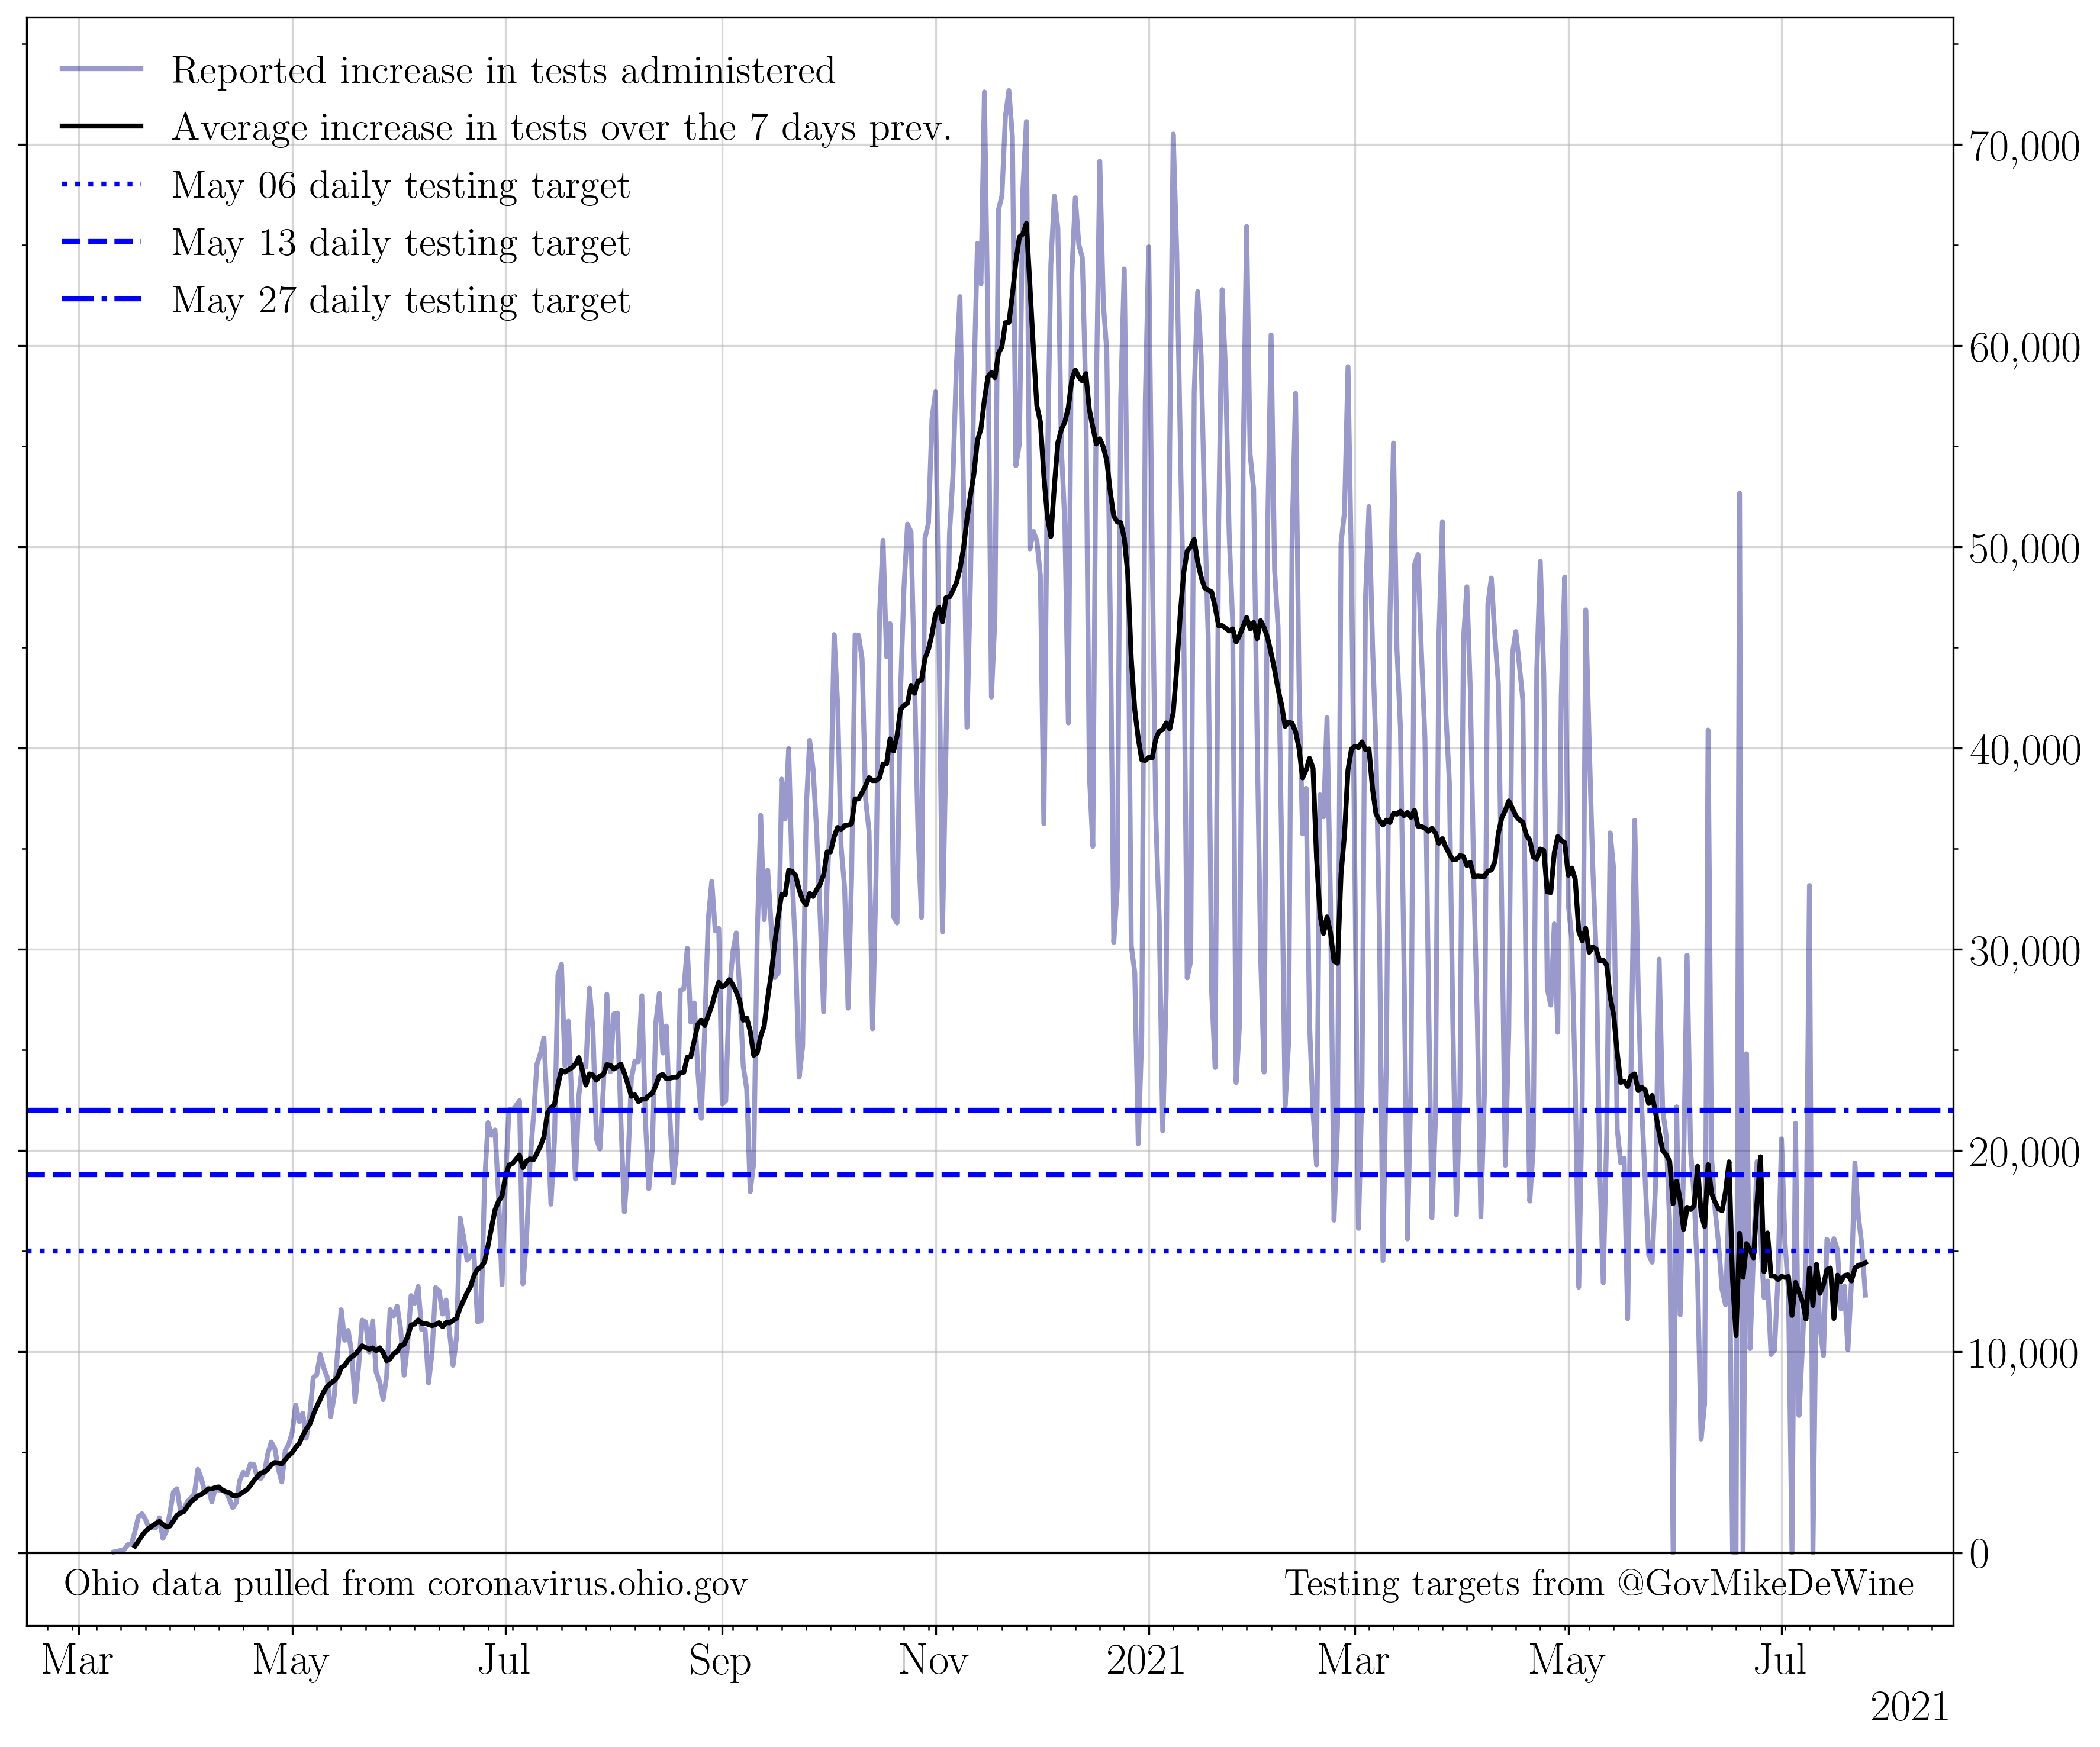 Reported increase in tests administered
Average increase in tests over the 7 days prev.
May 06 daily testing target
May 13 daily testing target
May 27 daily testing target
70,000
60,000
50,000
40,000
30,000
20,000
10,000
0
Ohio data pulled from coronavirus.ohio.gov
Testing targets from @GovMikeDeWine
Mar May Jul Sep Nov 2021 Mar May Jul
2021